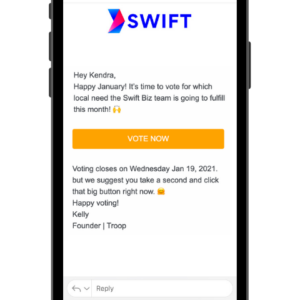 SWIFT
Hey Kendra,
Happy January! It's time to vote for which
local need the Swift Biz team is going to fulfill
this month! 🙌
VOTE NOW
Voting closes on Wednesday Jan 19, 2021.
but we suggest you take a second and click
that big button right now. 😊
Happy voting!
Kelly
Founder | Troop
Reply